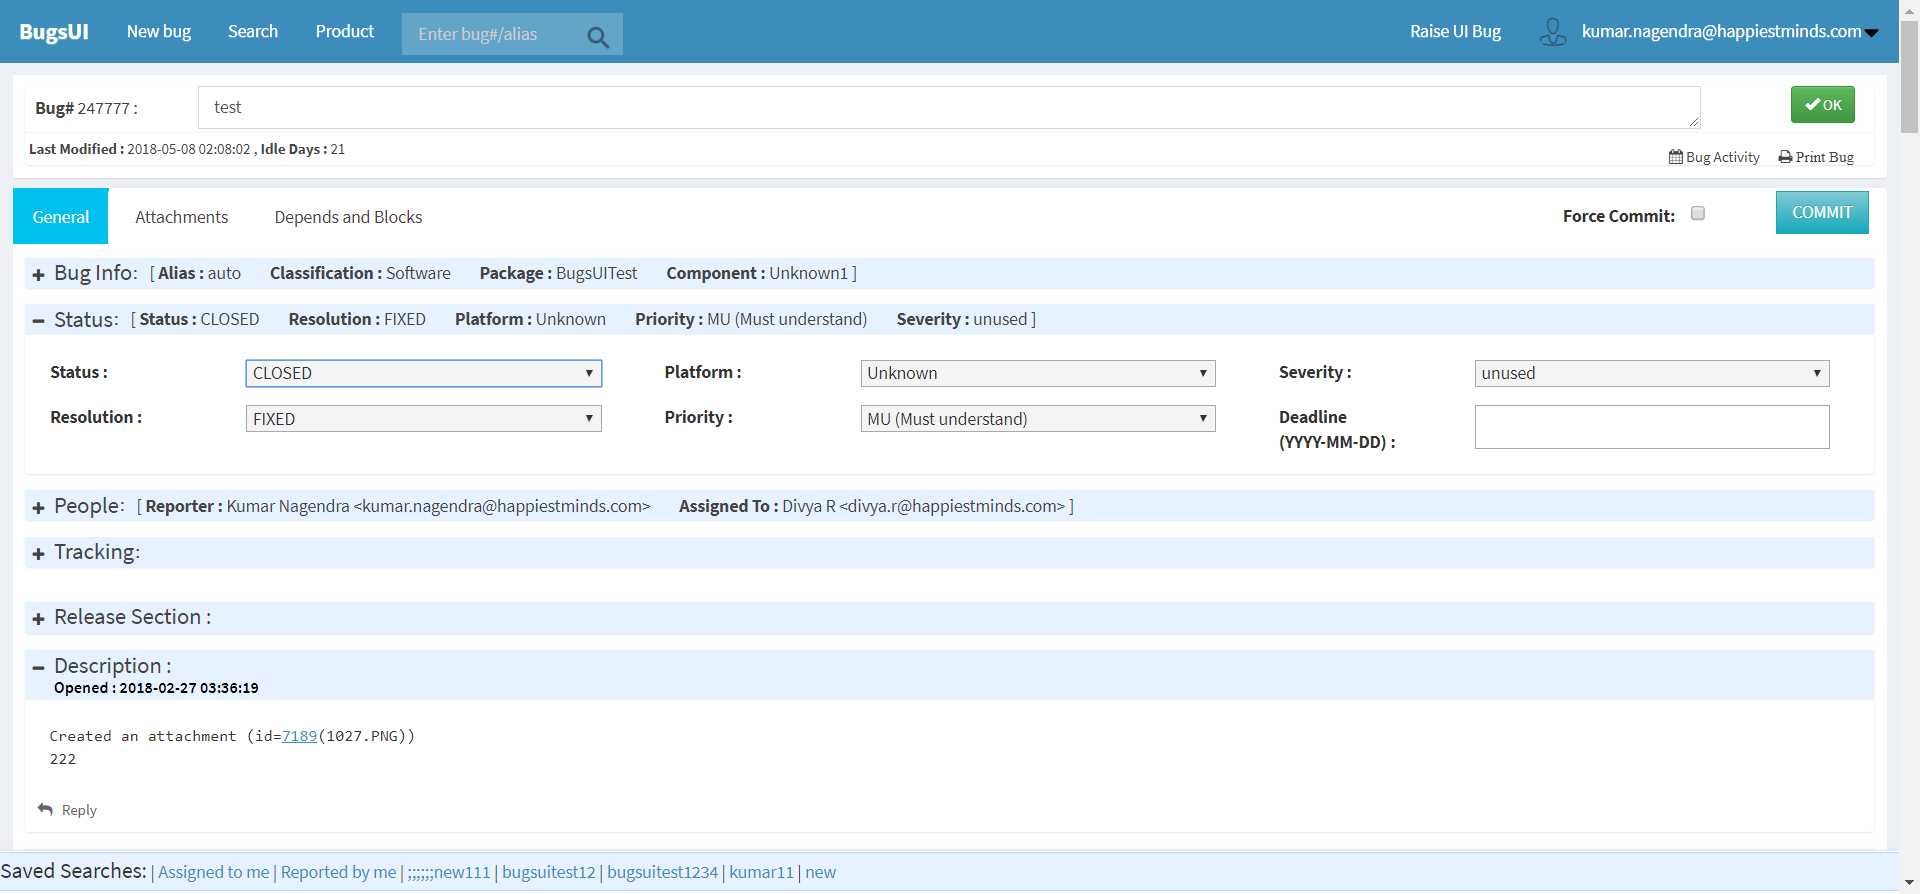 BugsUI New bug Search Product Enter bug#/alias Raise UI Bug kumar.nagendra@happiestminds.com
Bug# 247777 : test OK
Last Modified : 2018-05-08 02:08:02 , Idle Days : 21
Bug Activity Print Bug
General Attachments Depends and Blocks Force Commit: COMMIT
Bug Info: [ Alias : auto Classification : Software Package : BugsUITest Component : Unknown1 ]
Status: [ Status : CLOSED Resolution : FIXED Platform : Unknown Priority : MU (Must understand) Severity : unused ]
Status : CLOSED Platform : Unknown Severity : unused
Resolution : FIXED Priority : MU (Must understand) Deadline
(YYYY-MM-DD) :
People: [ Reporter : Kumar Nagendra <kumar.nagendra@happiestminds.com> Assigned To : Divya R <divya.r@happiestminds.com> ]
Tracking:
Release Section :
Description :
Opened : 2018-02-27 03:36:19
Created an attachment (id=7189(1027.PNG))
222
Reply
Saved Searches: | Assigned to me | Reported by me | ;;;;;;new111 | bugsuitest12 | bugsuitest1234 | kumar11 | new